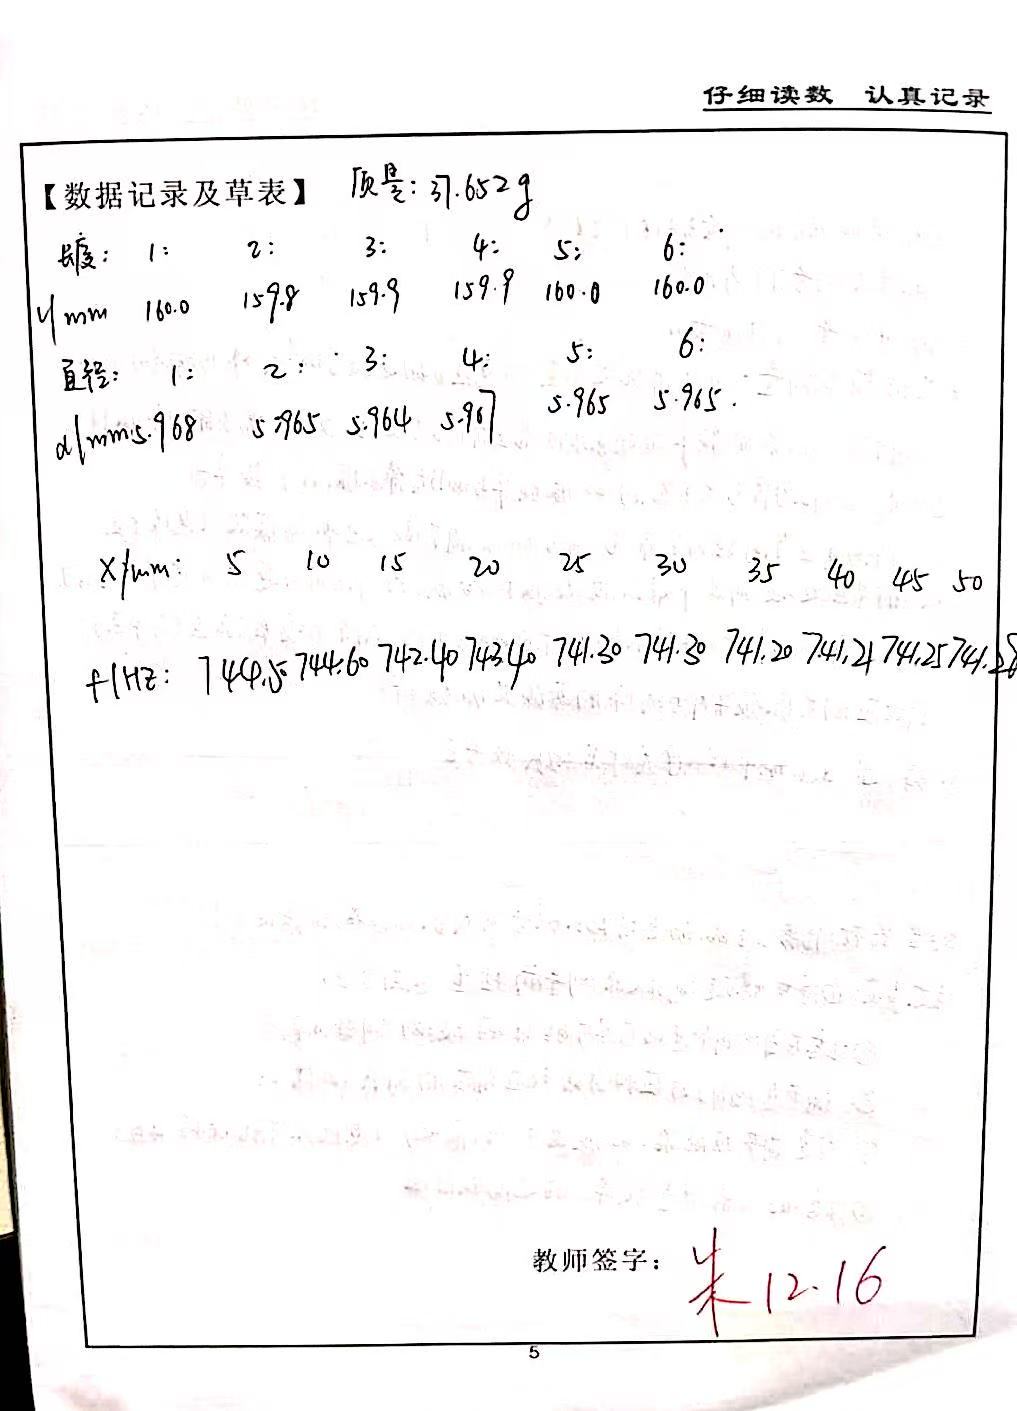 仔细读数 认真记录
【数据记录及草表】 质量: 37.652g
长度: 1: 2: 3: 4: 5: 6:
l/mm 160.0 159.8 159.9 159.9 160.0 160.0
直径: 1: 2: 3: 4: 5: 6:
d/mm: 5.968 5.965 5.964 5.967 5.965 5.965.
X/mm: 5 10 15 20 25 30 35 40 45 50
f/HZ: 744.5 744.60 742.40 743.40 741.30 741.30 741.20 741.21 741.25 741.28
教师签字: 朱 12.16
5